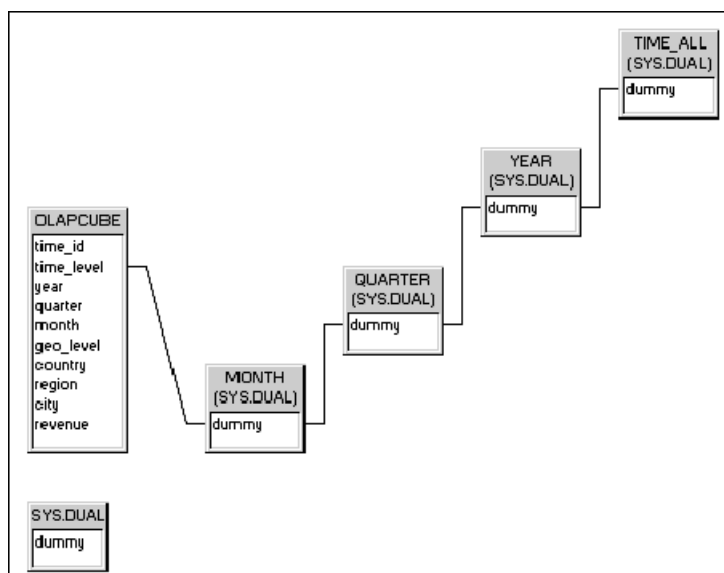 TIME_ALL
(SYS.DUAL)
dummy
YEAR
(SYS.DUAL)
dummy
OLAPCUBE
time_id
time_level
year
quarter
month
geo_level
country
region
city
revenue
QUARTER
(SYS.DUAL)
dummy
MONTH
(SYS.DUAL)
dummy
SYS.DUAL
dummy